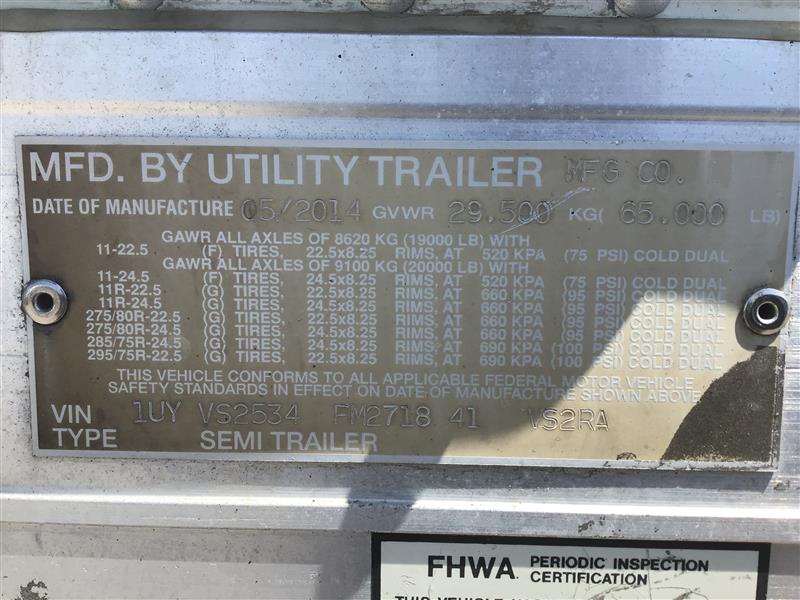 MFD. BY UTILITY TRAILER MFG CO.
DATE OF MANUFACTURE 05/2014 GVWR 29.500 KG( 65.000 LB)
GAWR ALL AXLES OF 8620 KG (19000 LB) WITH
11-22.5 (F) TIRES, 22.5x8.25 RIMS, AT 520 KPA (75 PSI) COLD DUAL
GAWR ALL AXLES OF 9100 KG (20000 LB) WITH
11-24.5 (F) TIRES, 24.5x8.25 RIMS, AT 520 KPA (75 PSI) COLD DUAL
11R-22.5 (G) TIRES, 22.5x8.25 RIMS, AT 660 KPA (95 PSI) COLD DUAL
11R-24.5 (G) TIRES, 24.5x8.25 RIMS, AT 660 KPA (95 PSI) COLD DUAL
275/80R-22.5 (G) TIRES, 22.5x8.25 RIMS, AT 660 KPA (95 PSI) COLD DUAL
275/80R-24.5 (G) TIRES, 24.5x8.25 RIMS, AT 660 KPA (95 PSI) COLD DUAL
285/75R-24.5 (G) TIRES, 24.5x8.25 RIMS, AT 690 KPA (100 PSI) COLD DUAL
295/75R-22.5 (G) TIRES, 22.5x8.25 RIMS, AT 690 KPA (100 PSI) COLD DUAL
THIS VEHICLE CONFORMS TO ALL APPLICABLE FEDERAL MOTOR VEHICLE
SAFETY STANDARDS IN EFFECT ON DATE OF MANUFACTURE SHOWN ABOVE
VIN 1UY VS2534 FM2718 41 VS2RA
TYPE SEMI TRAILER
FHWA PERIODIC INSPECTION
CERTIFICATION
THIS VEHICLE